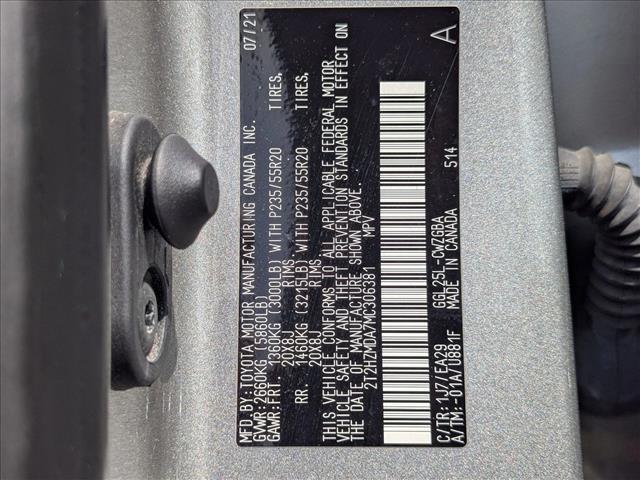 MFD. BY: TOYOTA MOTOR MANUFACTURING CANADA INC. 07/21
GVWR: 2660KG (5860LB)
GAWR: FRT. 1360KG (3000LB) WITH P235/55R20 TIRES,
20X8J RIMS,
RR. 1460KG (3215LB) WITH P235/55R20 TIRES,
20X8J RIMS,
THIS VEHICLE CONFORMS TO ALL APPLICABLE FEDERAL MOTOR
VEHICLE SAFETY AND THEFT PREVENTION STANDARDS IN EFFECT ON
THE DATE OF MANUFACTURE SHOWN ABOVE.
2T2HZMDA7MC306381 MPV
A
C/TR: 1J7/EA29 GGL25L-CWZGBA
A/TM: -01A/U881F MADE IN CANADA 514